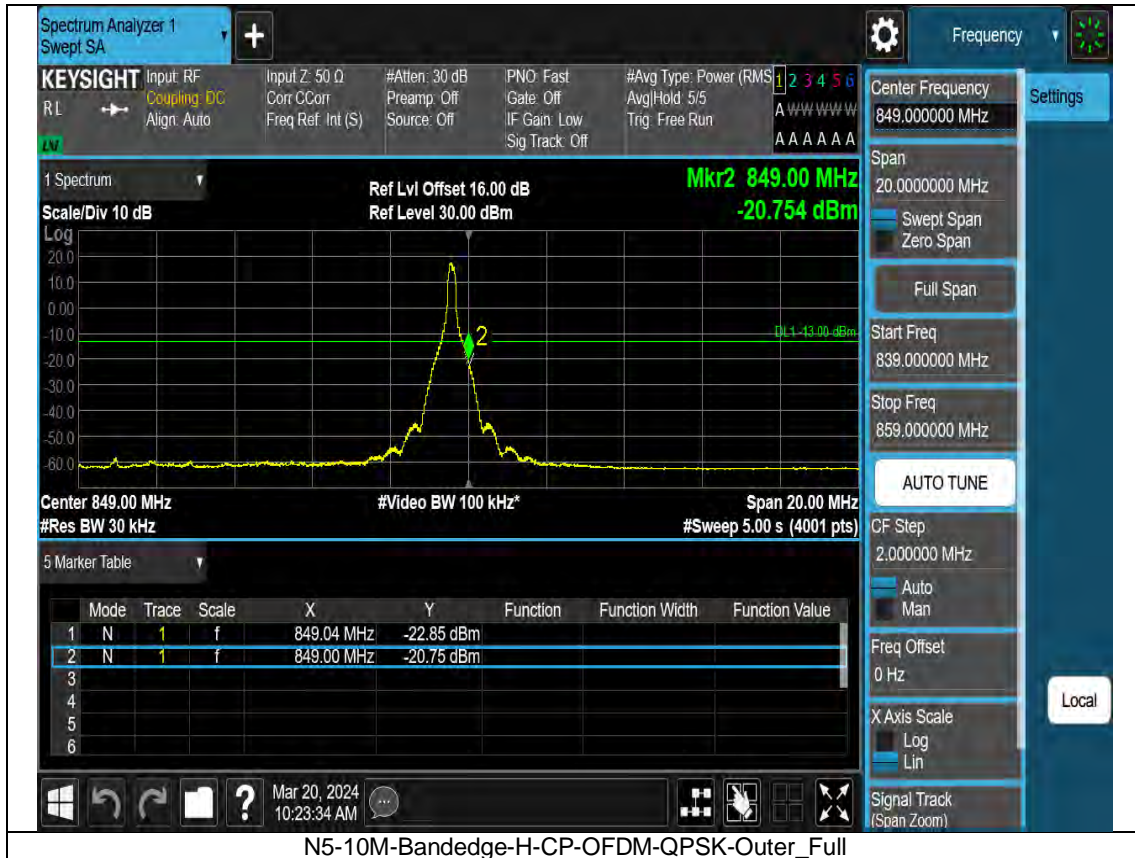 Spectrum Analyzer 1
Swept SA
+
Frequency
KEYSIGHT
RL
Input: RF
Coupling: DC
Align: Auto
Input Z: 50 Ω
Corr CCorr
Freq Ref: Int (S)
#Atten: 30 dB
Preamp: Off
Source: Off
PNO: Fast
Gate: Off
IF Gain: Low
Sig Track: Off
#Avg Type: Power (RMS
Avg|Hold: 5/5
Trig: Free Run
1 2 3 4 5 6
A W W W W W
A A A A A A
1 Spectrum
Scale/Div 10 dB
Log
Ref Lvl Offset 16.00 dB
Ref Level 30.00 dBm
Mkr2 849.00 MHz
-20.754 dBm
20.0
10.0
0.00
-10.0
-20.0
-30.0
-40.0
-50.0
-60.0
2
DL1 -13.00 dBm
Center 849.00 MHz
#Video BW 100 kHz*
Span 20.00 MHz
#Res BW 30 kHz
#Sweep 5.00 s (4001 pts)
5 Marker Table
Mode Trace Scale X Y Function Function Width Function Value
1 N 1 f 849.04 MHz -22.85 dBm
2 N 1 f 849.00 MHz -20.75 dBm
3
4
5
6
Center Frequency
849.000000 MHz
Settings
Span
20.0000000 MHz
Swept Span
Zero Span
Full Span
Start Freq
839.000000 MHz
Stop Freq
859.000000 MHz
AUTO TUNE
CF Step
2.000000 MHz
Auto
Man
Freq Offset
0 Hz
X Axis Scale
Log
Lin
Local
Signal Track
(Span Zoom)
?
Mar 20, 2024
10:23:34 AM
N5-10M-Bandedge-H-CP-OFDM-QPSK-Outer_Full